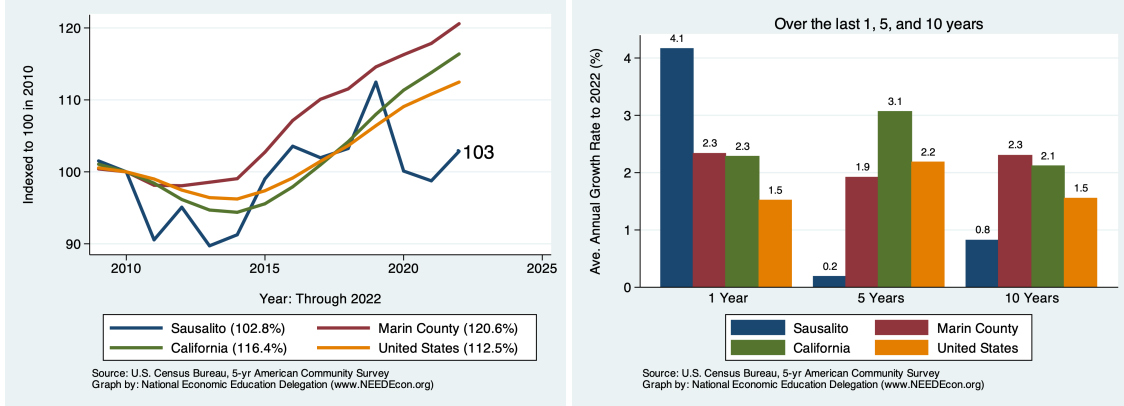 Indexed to 100 in 2010
120
110
100
90
103
2010 2015 2020 2025
Year: Through 2022
Sausalito (102.8%) Marin County (120.6%)
California (116.4%) United States (112.5%)
Source: U.S. Census Bureau, 5-yr American Community Survey
Graph by: National Economic Education Delegation (www.NEEDEcon.org)
Over the last 1, 5, and 10 years
Ave. Annual Growth Rate to 2022 (%)
4
3
2
1
0
4.1 2.3 2.3 1.5
0.2 1.9 3.1 2.2
0.8 2.3 2.1 1.5
1 Year 5 Years 10 Years
Sausalito Marin County
California United States
Source: U.S. Census Bureau, 5-yr American Community Survey
Graph by: National Economic Education Delegation (www.NEEDEcon.org)